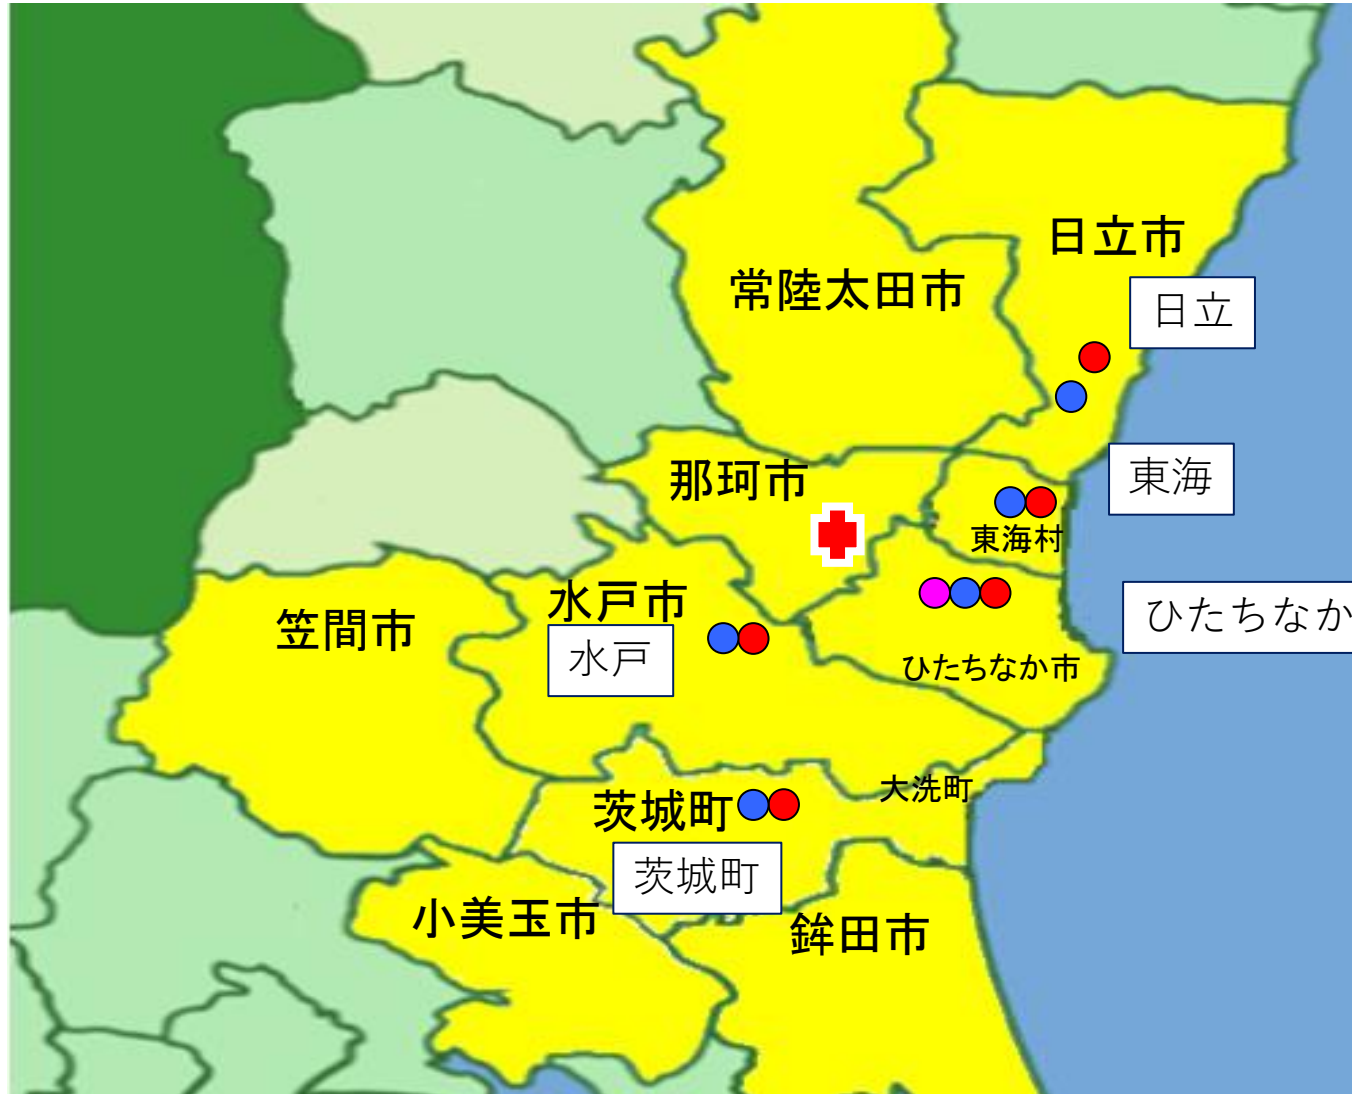 日立市
常陸太田市
日立
東海
那珂市
東海村
ひたちなか
水戸市
笠間市
水戸
ひたちなか市
大洗町
茨城町
茨城町
小美玉市
鉾田市